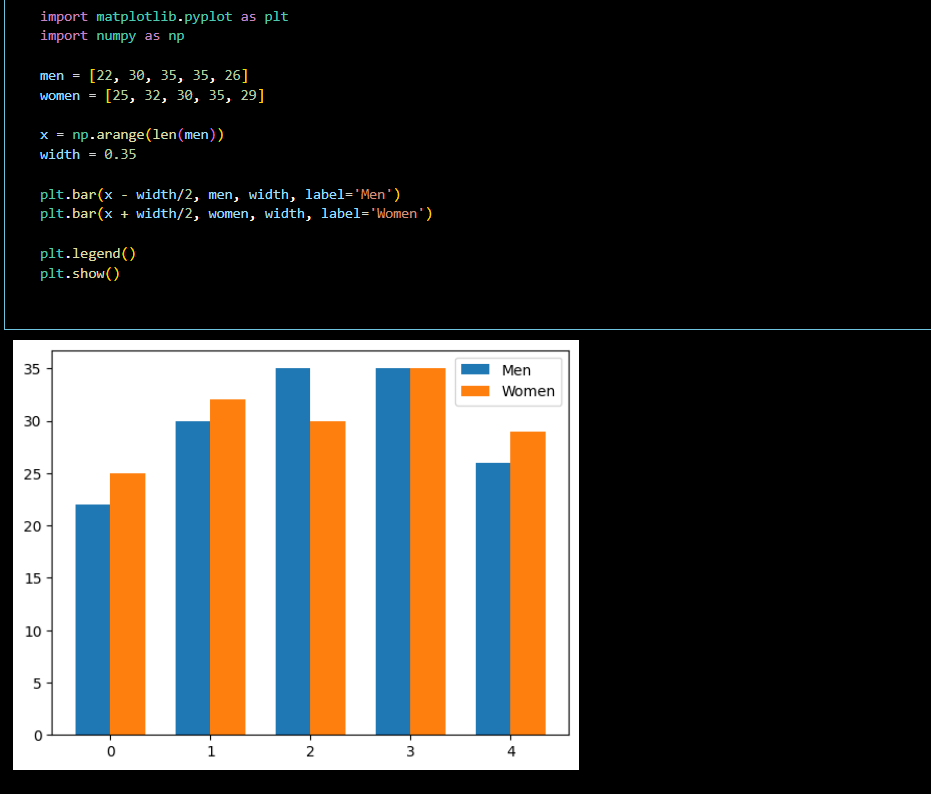 import matplotlib.pyplot as plt
import numpy as np
men = [22, 30, 35, 35, 26]
women = [25, 32, 30, 35, 29]
x = np.arange(len(men))
width = 0.35
plt.bar(x - width/2, men, width, label='Men')
plt.bar(x + width/2, women, width, label='Women')
plt.legend()
plt.show()
35
30
25
20
15
10
5
0
Men
Women
0 1 2 3 4